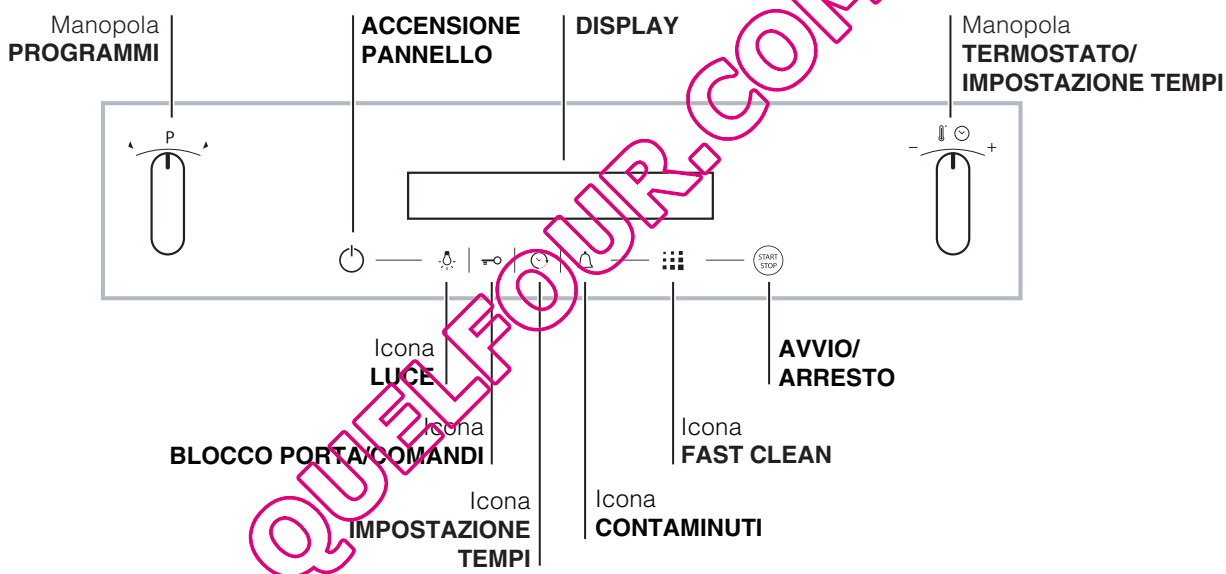 Manopola
PROGRAMMI
ACCENSIONE
PANNELLO
DISPLAY
Manopola
TERMOSTATO/
IMPOSTAZIONE TEMPI
P
- +
START
STOP
Icona
LUCE
Icona
BLOCCO PORTA/COMANDI
Icona
IMPOSTAZIONE
TEMPI
Icona
CONTAMINUTI
Icona
FAST CLEAN
AVVIO/
ARRESTO
QUELFOUR.COM